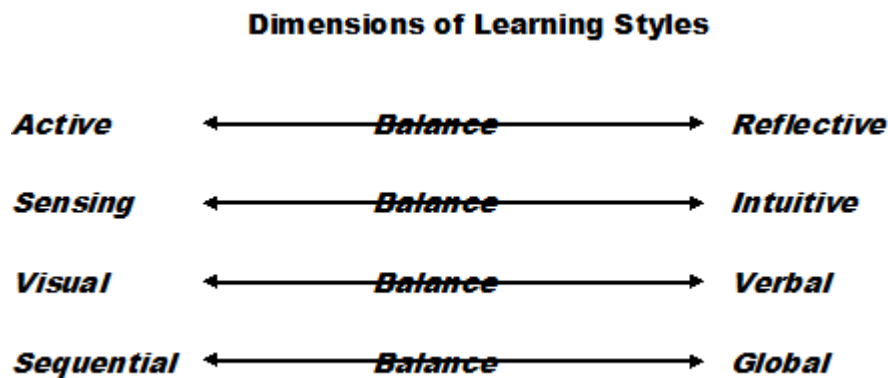 Dimensions of Learning Styles
Active Balance Reflective
Sensing Balance Intuitive
Visual Balance Verbal
Sequential Balance Global